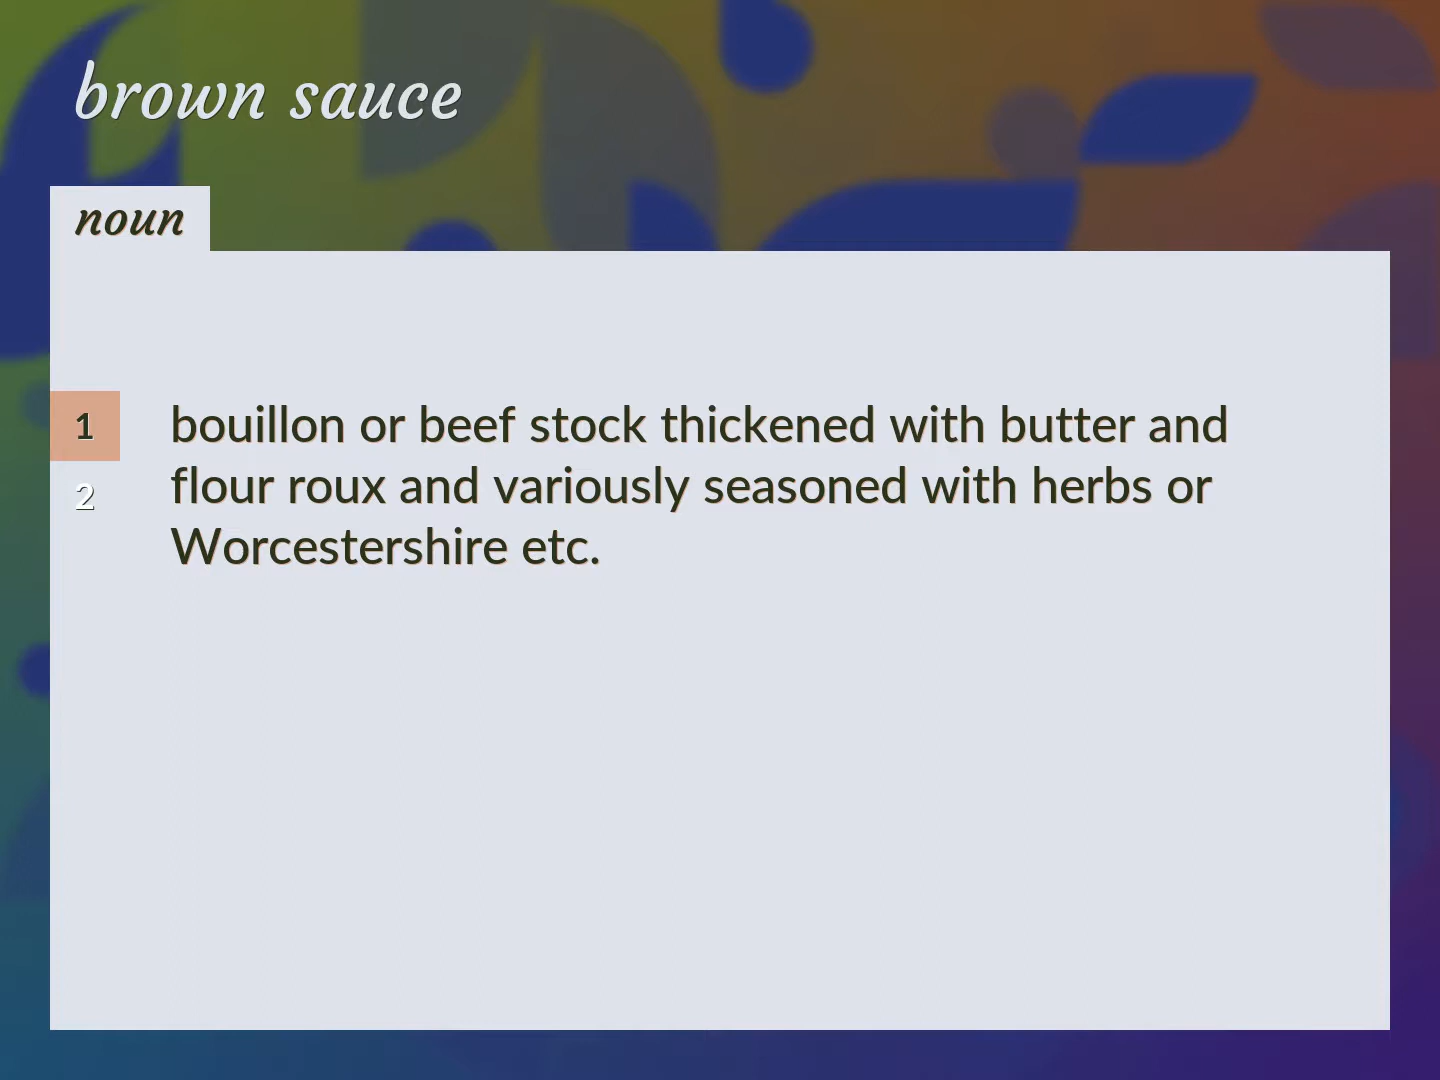 brown sauce
noun
1
bouillon or beef stock thickened with butter and
2
flour roux and variously seasoned with herbs or
Worcestershire etc.